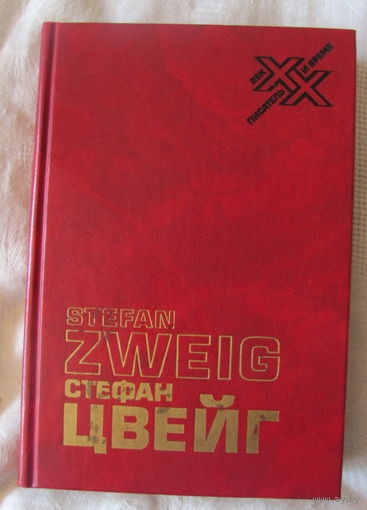 ВЕК XX И ВРЕМЯ
ПИСАТЕЛЬ
STEFAN
ZWEIG
СТЕФАН
ЦВЕЙГ